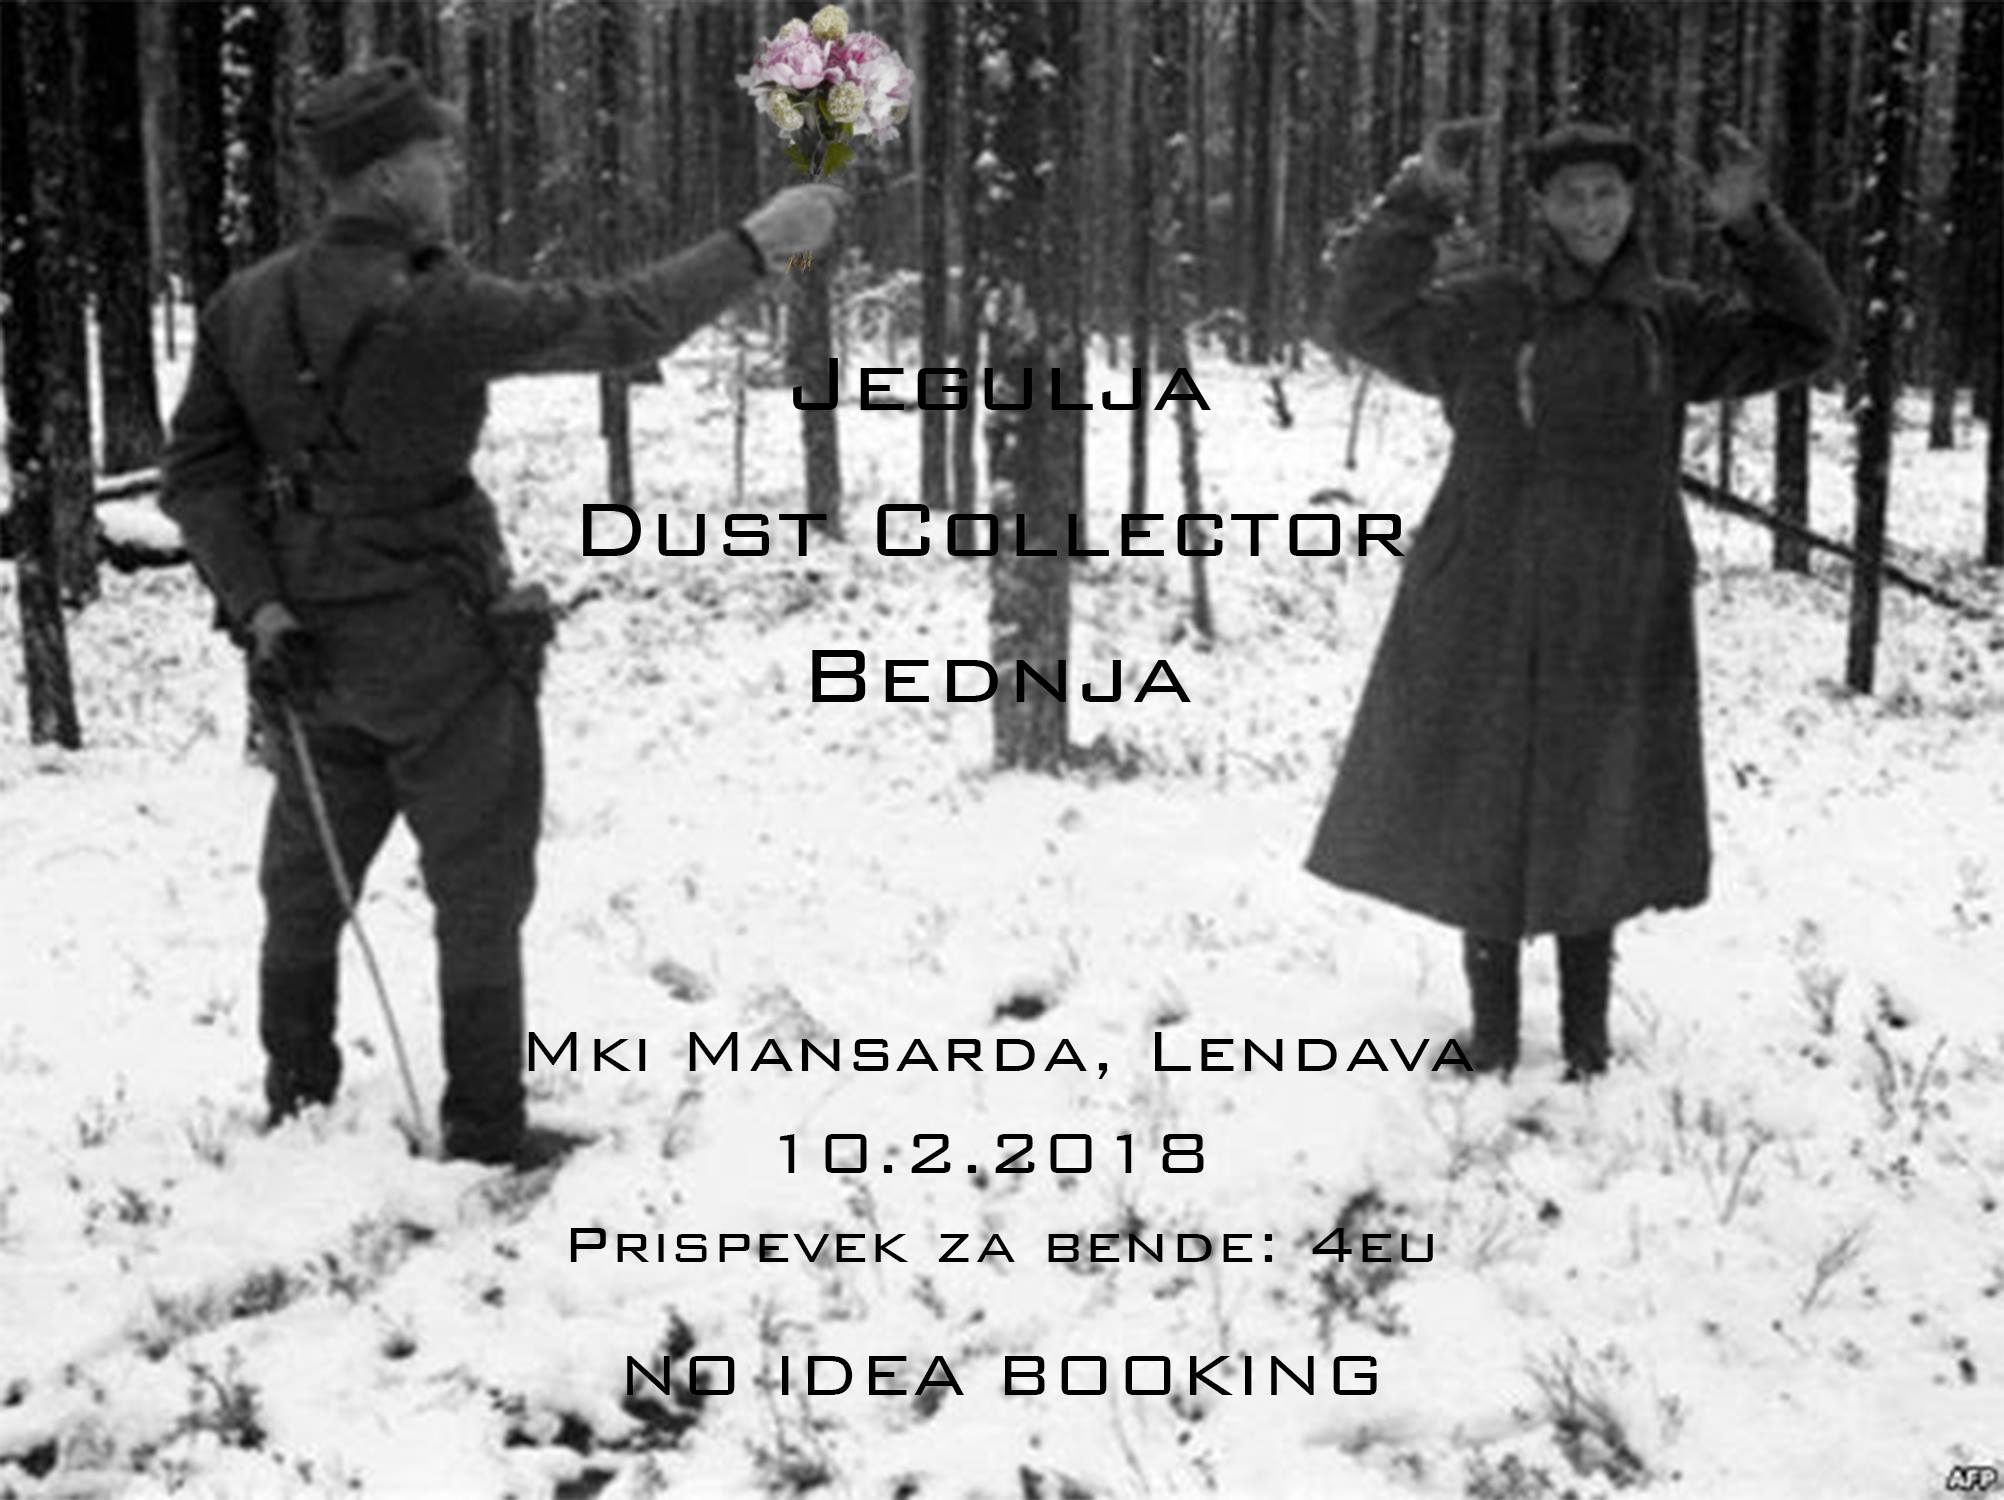 Jegulja
Dust Collector
Bednja
Mki Mansarda, Lendava
10.2.2018
Prispevek za bende: 4eu
NO IDEA BOOKING
AFP